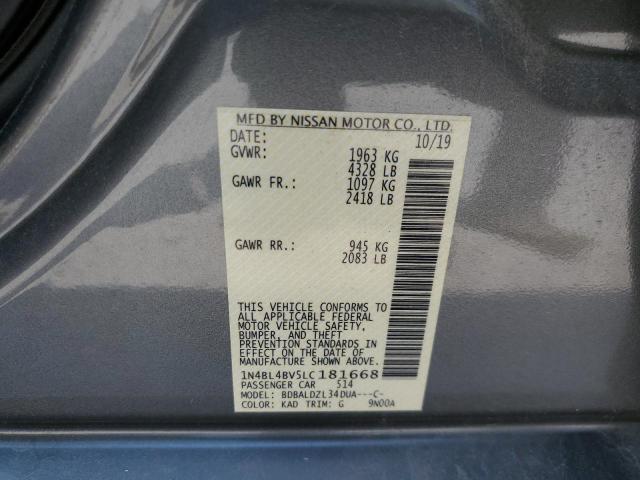 MFD BY NISSAN MOTOR CO., LTD.
DATE: 10/19
GVWR: 1963 KG
4328 LB
GAWR FR.: 1097 KG
2418 LB
GAWR RR.: 945 KG
2083 LB
THIS VEHICLE CONFORMS TO
ALL APPLICABLE FEDERAL
MOTOR VEHICLE SAFETY,
BUMPER, AND THEFT
PREVENTION STANDARDS IN
EFFECT ON THE DATE OF
MANUFACTURE SHOWN ABOVE.
1N4BL4BV5LC181668
PASSENGER CAR 514
MODEL: BDBALDZL34DUA---C-
COLOR: KAD TRIM: G 9N00A